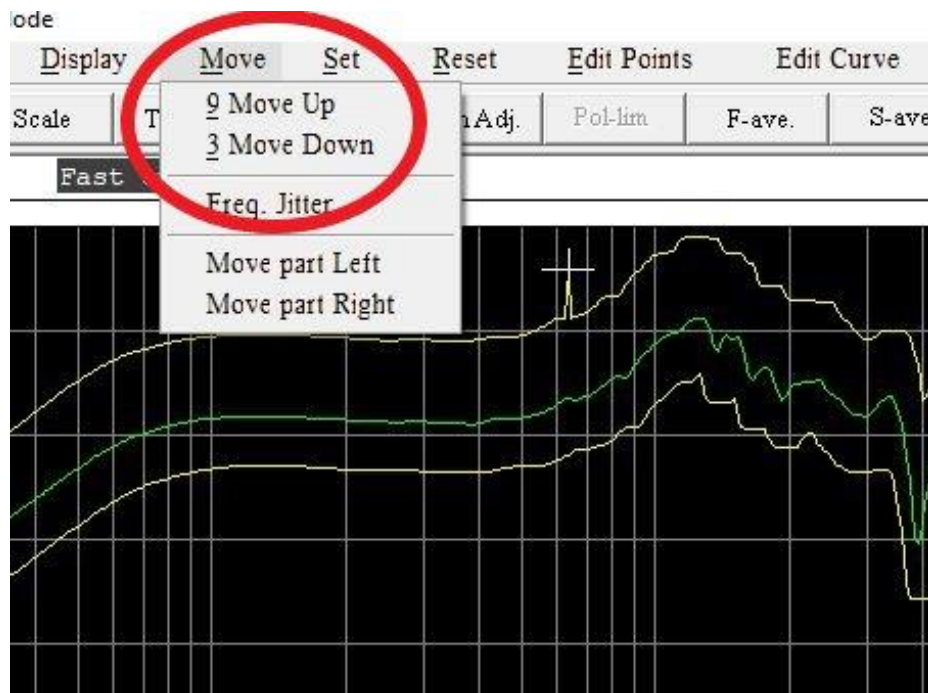 ode
Display Move Set Reset Edit Points Edit Curve
Scale T Adj. Pol-lim F-ave. S-ave
9 Move Up
3 Move Down
Fast
Freq. Jitter
Move part Left
Move part Right